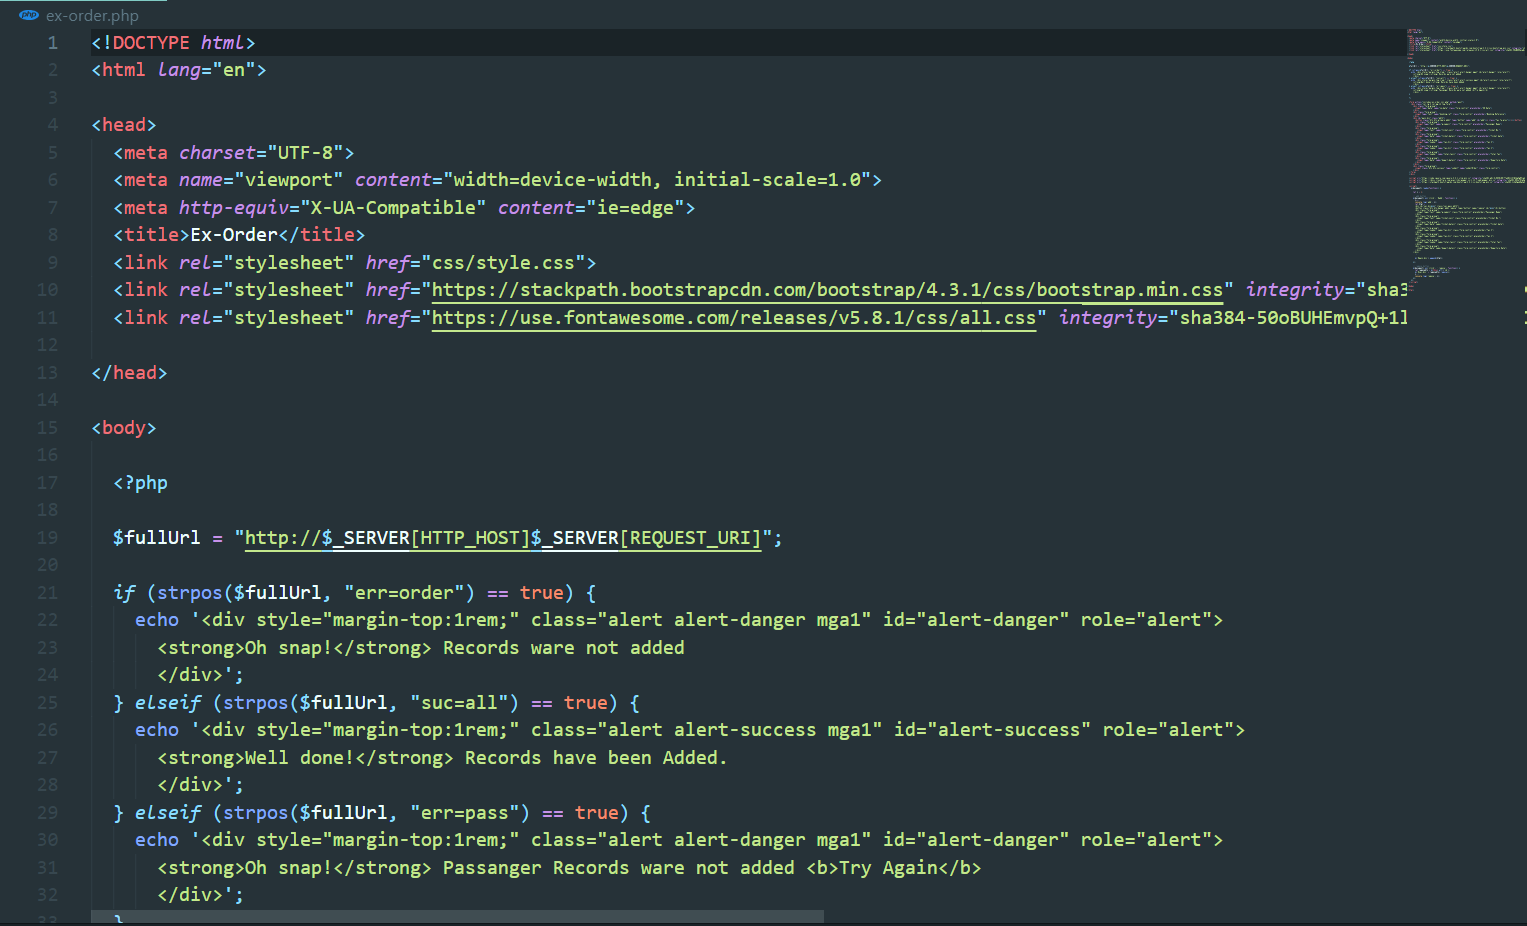 php ex-order.php
1 <!DOCTYPE html>
2 <html lang="en">
3
4 <head>
5 <meta charset="UTF-8">
6 <meta name="viewport" content="width=device-width, initial-scale=1.0">
7 <meta http-equiv="X-UA-Compatible" content="ie=edge">
8 <title>Ex-Order</title>
9 <link rel="stylesheet" href="css/style.css">
10 <link rel="stylesheet" href="https://stackpath.bootstrapcdn.com/bootstrap/4.3.1/css/bootstrap.min.css" integrity="sha3
11 <link rel="stylesheet" href="https://use.fontawesome.com/releases/v5.8.1/css/all.css" integrity="sha384-50oBUHEmvpQ+1l
12
13 </head>
14
15 <body>
16
17 <?php
18
19 $fullUrl = "http://$_SERVER[HTTP_HOST]$_SERVER[REQUEST_URI]";
20
21 if (strpos($fullUrl, "err=order") == true) {
22 echo '<div style="margin-top:1rem;" class="alert alert-danger mga1" id="alert-danger" role="alert">
23 <strong>Oh snap!</strong> Records ware not added
24 </div>';
25 } elseif (strpos($fullUrl, "suc=all") == true) {
26 echo '<div style="margin-top:1rem;" class="alert alert-success mga1" id="alert-success" role="alert">
27 <strong>Well done!</strong> Records have been Added.
28 </div>';
29 } elseif (strpos($fullUrl, "err=pass") == true) {
30 echo '<div style="margin-top:1rem;" class="alert alert-danger mga1" id="alert-danger" role="alert">
31 <strong>Oh snap!</strong> Passanger Records ware not added <b>Try Again</b>
32 </div>';
33 }